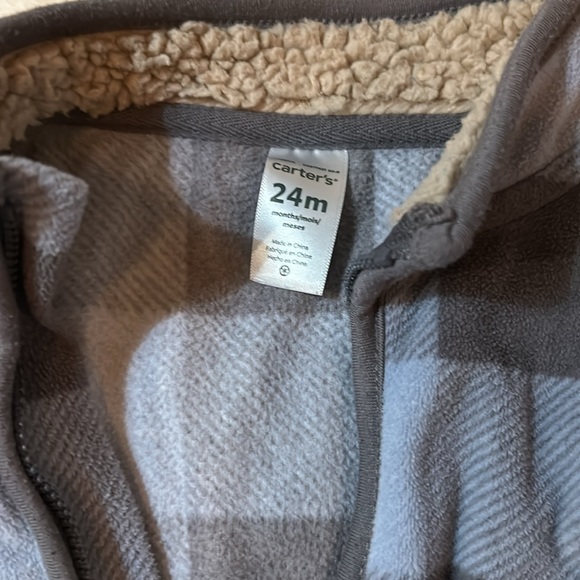 carter's®
24m
months/mois/
meses
Made in China
Fabriqué en Chine
Hecho en China